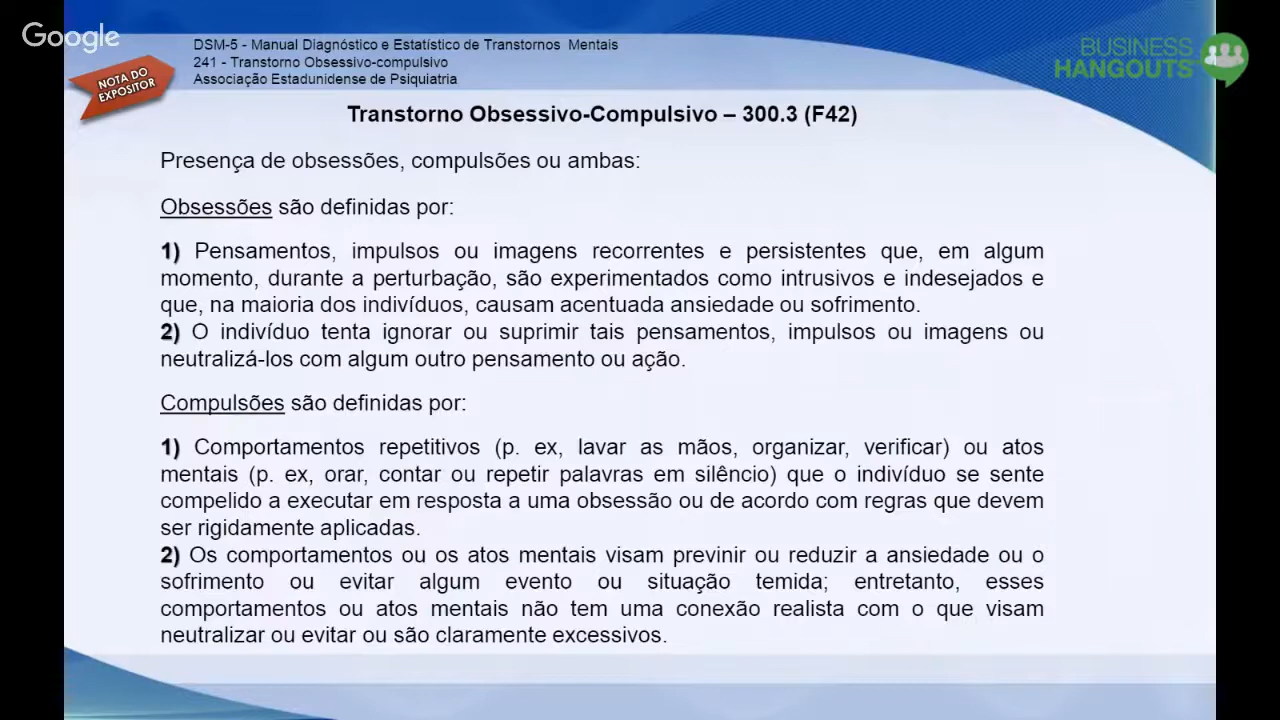 Google
DSM-5 - Manual Diagnóstico e Estatístico de Transtornos Mentais
241 - Transtorno Obsessivo-compulsivo
Associação Estadunidense de Psiquiatria
NOTA DO
EXPOSITOR
BUSINESS
HANGOUTS
Transtorno Obsessivo-Compulsivo – 300.3 (F42)
Presença de obsessões, compulsões ou ambas:
Obsessões são definidas por:
1) Pensamentos, impulsos ou imagens recorrentes e persistentes que, em algum
momento, durante a perturbação, são experimentados como intrusivos e indesejados e
que, na maioria dos indivíduos, causam acentuada ansiedade ou sofrimento.
2) O indivíduo tenta ignorar ou suprimir tais pensamentos, impulsos ou imagens ou
neutralizá-los com algum outro pensamento ou ação.
Compulsões são definidas por:
1) Comportamentos repetitivos (p. ex, lavar as mãos, organizar, verificar) ou atos
mentais (p. ex, orar, contar ou repetir palavras em silêncio) que o indivíduo se sente
compelido a executar em resposta a uma obsessão ou de acordo com regras que devem
ser rigidamente aplicadas.
2) Os comportamentos ou os atos mentais visam previnir ou reduzir a ansiedade ou o
sofrimento ou evitar algum evento ou situação temida; entretanto, esses
comportamentos ou atos mentais não tem uma conexão realista com o que visam
neutralizar ou evitar ou são claramente excessivos.